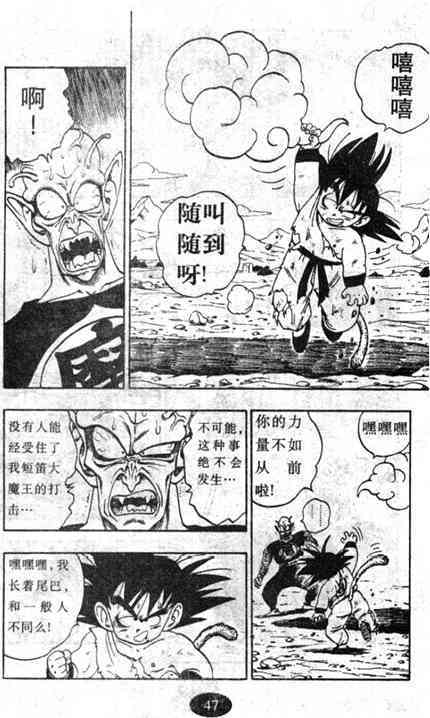 嘻
嘻
嘻
随叫
随到
呀!
啊
!
嘿嘿嘿
你的力
量不如
从前
啦!
不可能,
这种事
绝不会
发生…
没有人能
经受住了
我短笛大
魔王的打
击…
嘿嘿嘿,我
长着尾巴,
和一般人
不同么!
魔
47